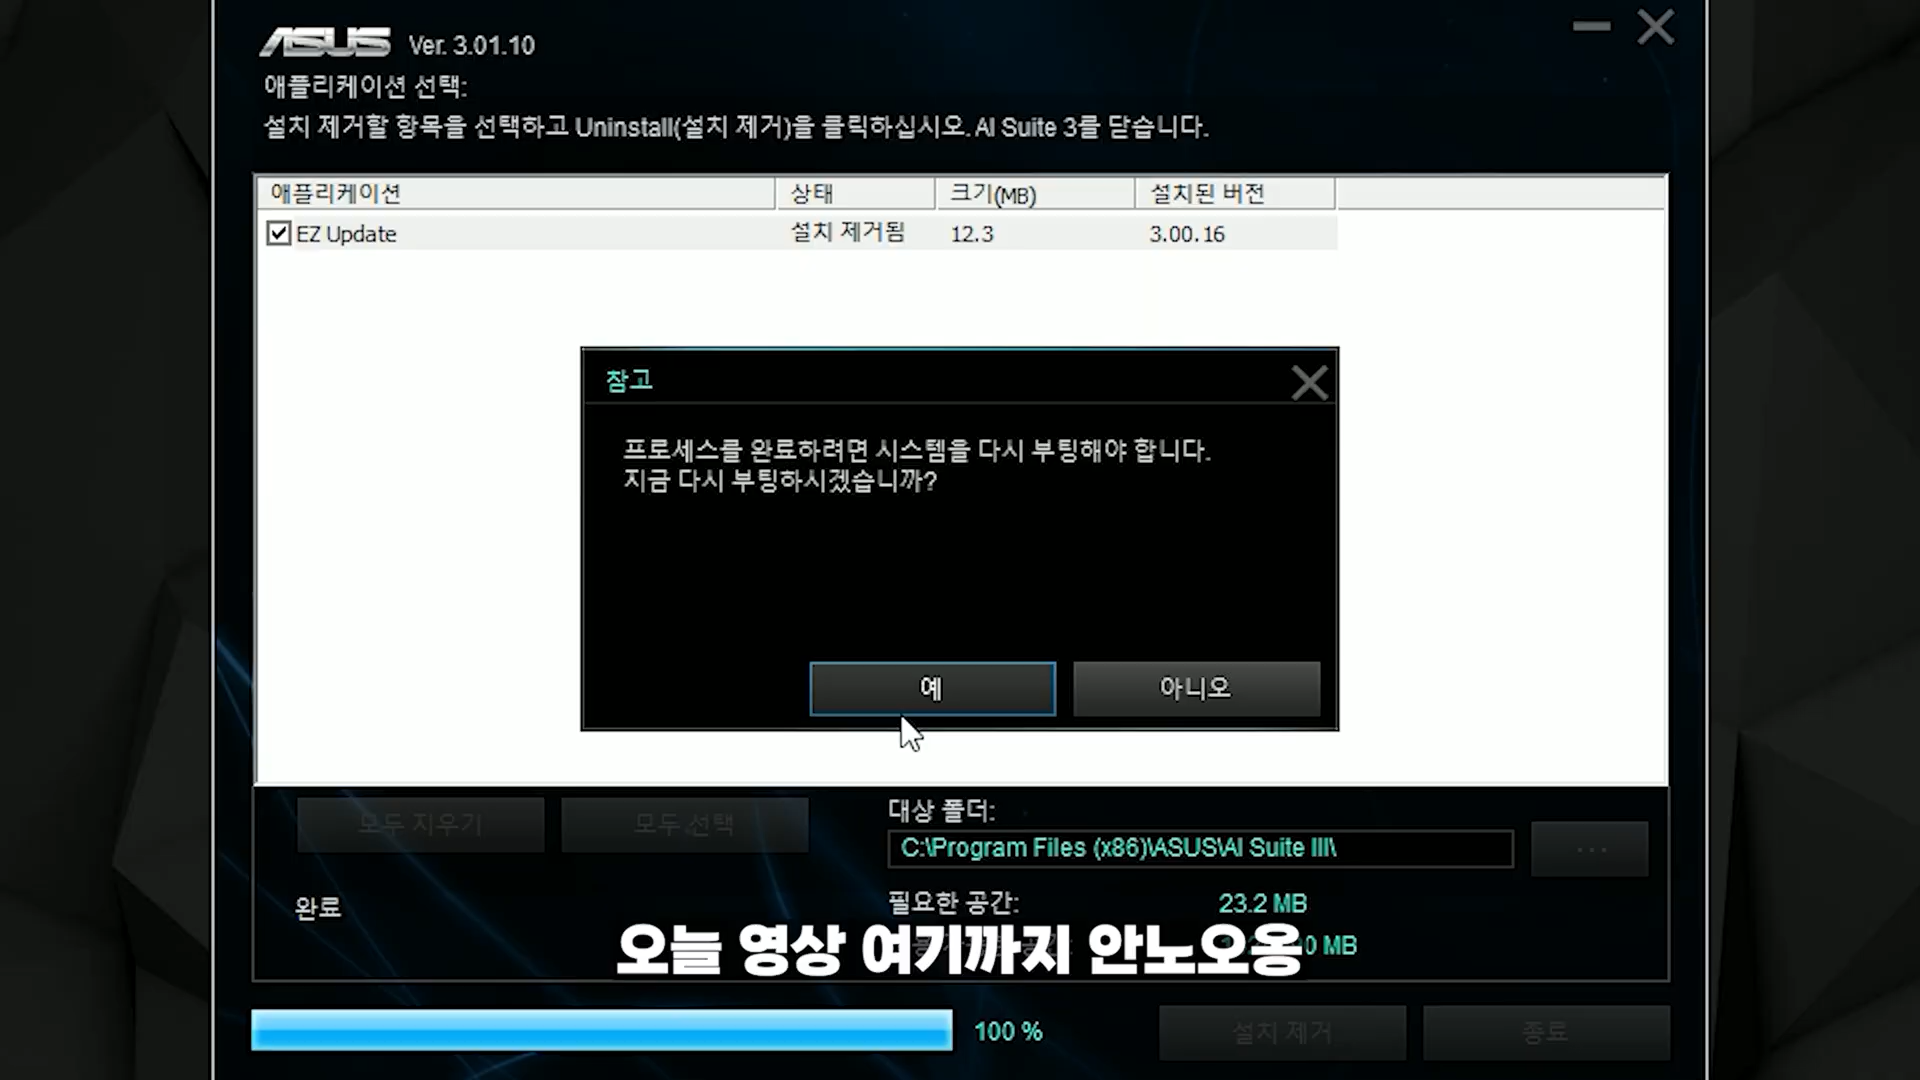 ASUS Ver. 3.01.10
애플리케이션 선택:
설치 제거할 항목을 선택하고 Uninstall(설치 제거)을 클릭하십시오. AI Suite 3를 닫습니다.
애플리케이션 상태 크기(MB) 설치된 버전
EZ Update 설치 제거됨 12.3 3.00.16
참고
프로세스를 완료하려면 시스템을 다시 부팅해야 합니다.
지금 다시 부팅하시겠습니까?
예 아니오
모두 지우기 모두 선택
대상 폴더:
C:\Program Files (x86)\ASUS\AI Suite III\ ...
완료
필요한 공간: 23.2 MB
MB
오늘 영상 여기까지 안노오옹
100 %
설치 제거 종료